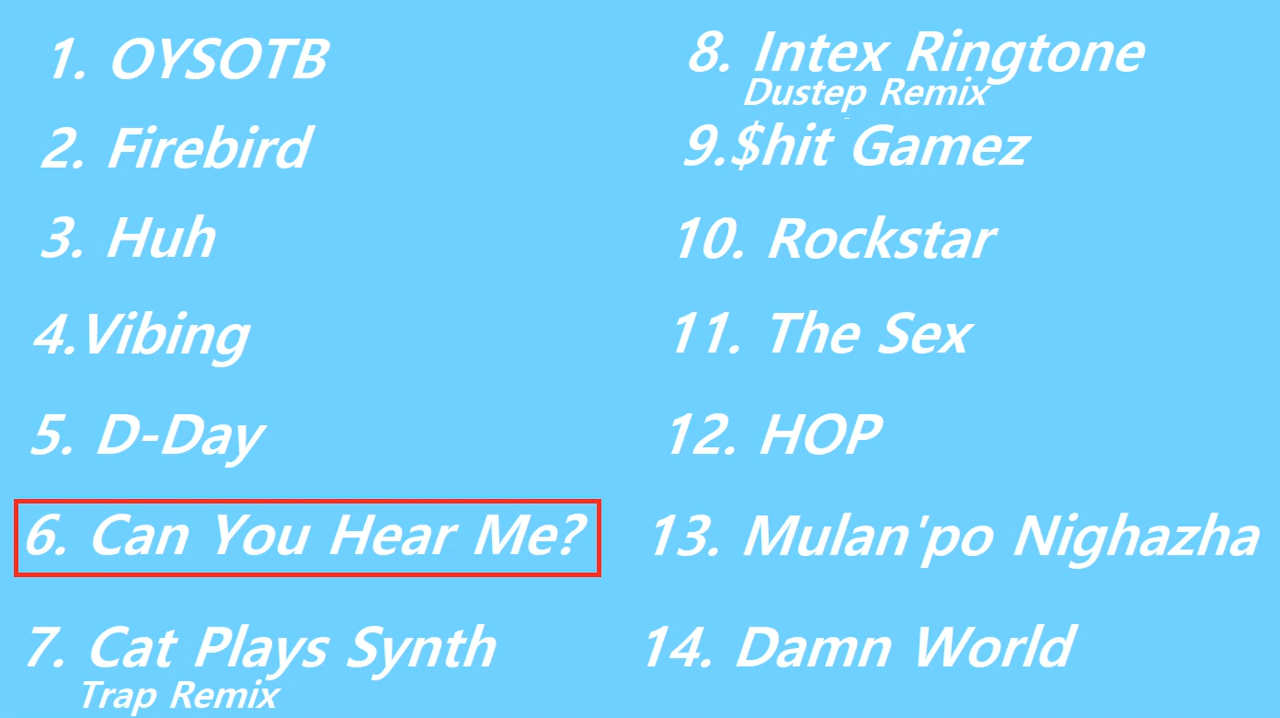 1. OYSOTB
2. Firebird
3. Huh
4.Vibing
5. D-Day
6. Can You Hear Me?
7. Cat Plays Synth
Trap Remix
8. Intex Ringtone
Dustep Remix
9.$hit Gamez
10. Rockstar
11. The Sex
12. HOP
13. Mulan'po Nighazha
14. Damn World